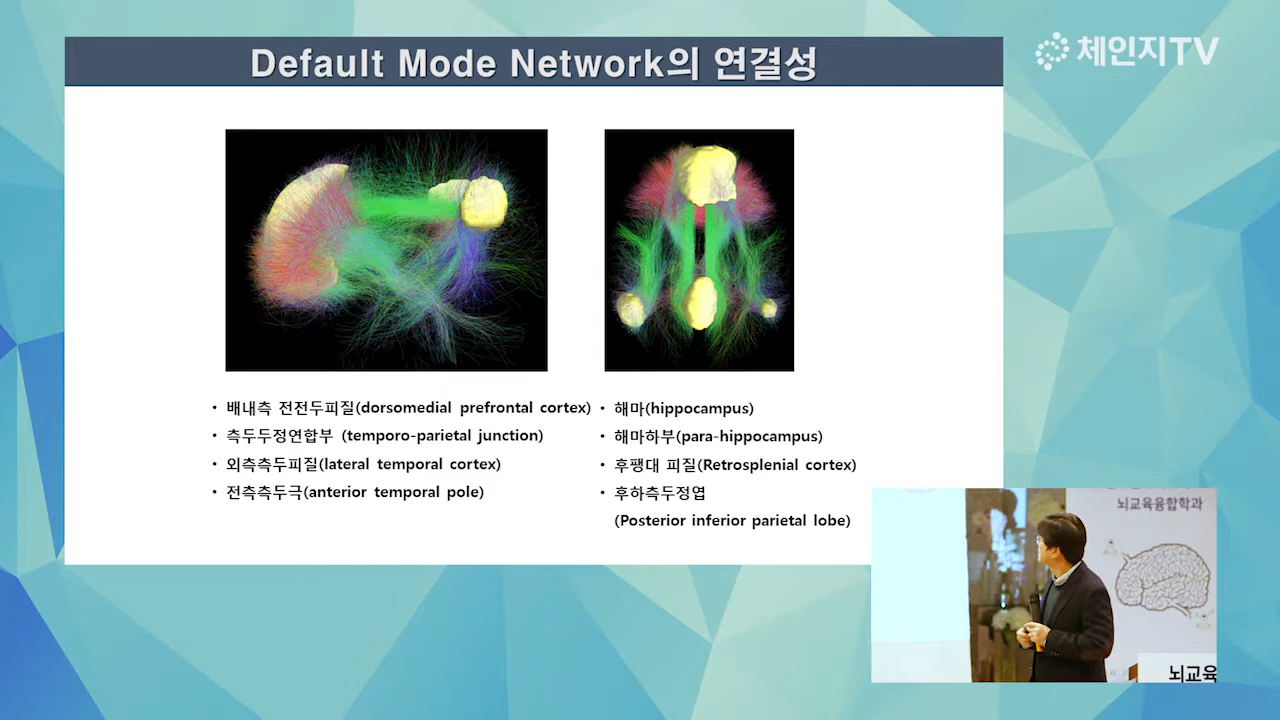 Default Mode Network의 연결성
체인지TV
• 배내측 전전두피질(dorsomedial prefrontal cortex)
• 측두두정연합부 (temporo-parietal junction)
• 외측측두피질(lateral temporal cortex)
• 전측측두극(anterior temporal pole)
• 해마(hippocampus)
• 해마하부(para-hippocampus)
• 후팽대 피질(Retrosplenial cortex)
• 후하측두정엽
(Posterior inferior parietal lobe)
뇌교육융합학과
뇌교육